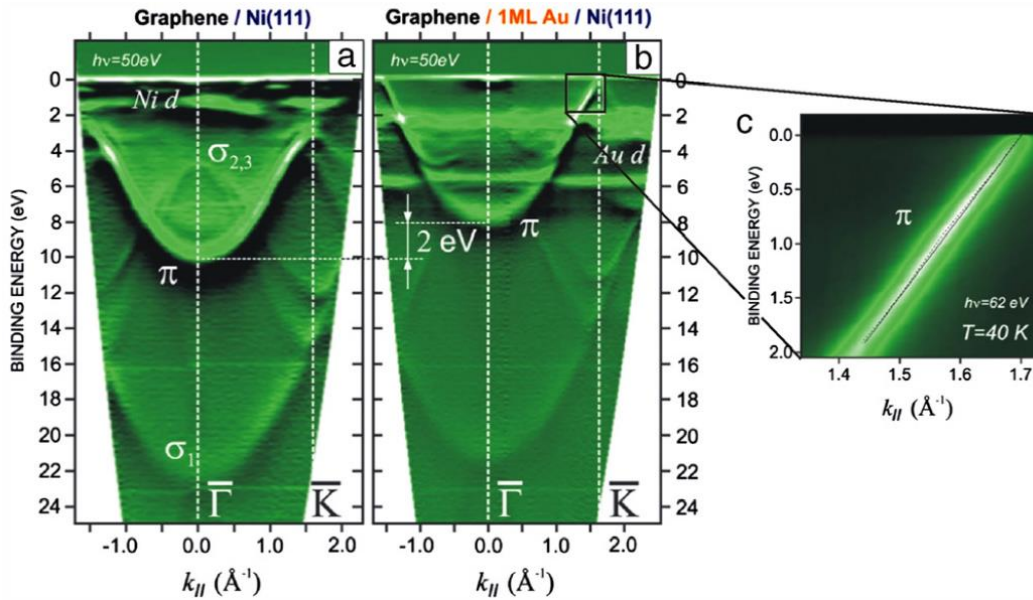 Graphene / Ni(111)
Graphene / 1ML Au / Ni(111)
a
hν=50eV
Ni d
σ2,3
π
σ1
Γ
K
BINDING ENERGY (eV)
0
2
4
6
8
10
12
14
16
18
20
22
24
-1.0
0.0
1.0
2.0
k// (Å-1)
b
hν=50eV
Au d
2 eV
π
Γ
K
0
2
4
6
8
10
12
14
16
18
20
22
24
-1.0
0.0
1.0
2.0
k// (Å-1)
c
BINDING ENERGY (eV)
0.0
0.5
1.0
1.5
2.0
π
hν=62 eV
T=40 K
1.4
1.5
1.6
1.7
k// (Å-1)